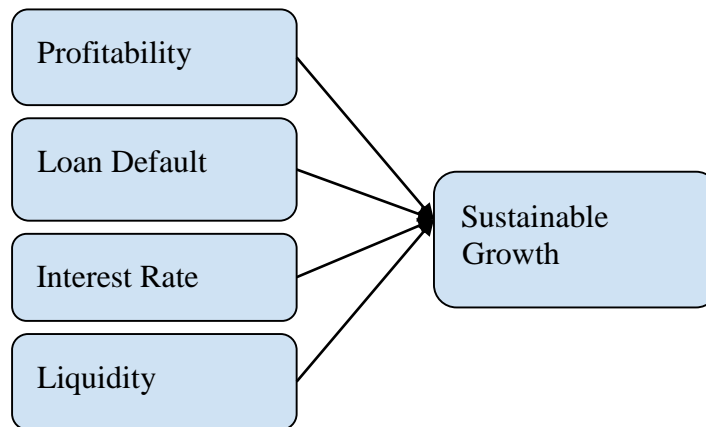 Profitability
Loan Default
Interest Rate
Liquidity
Sustainable
Growth